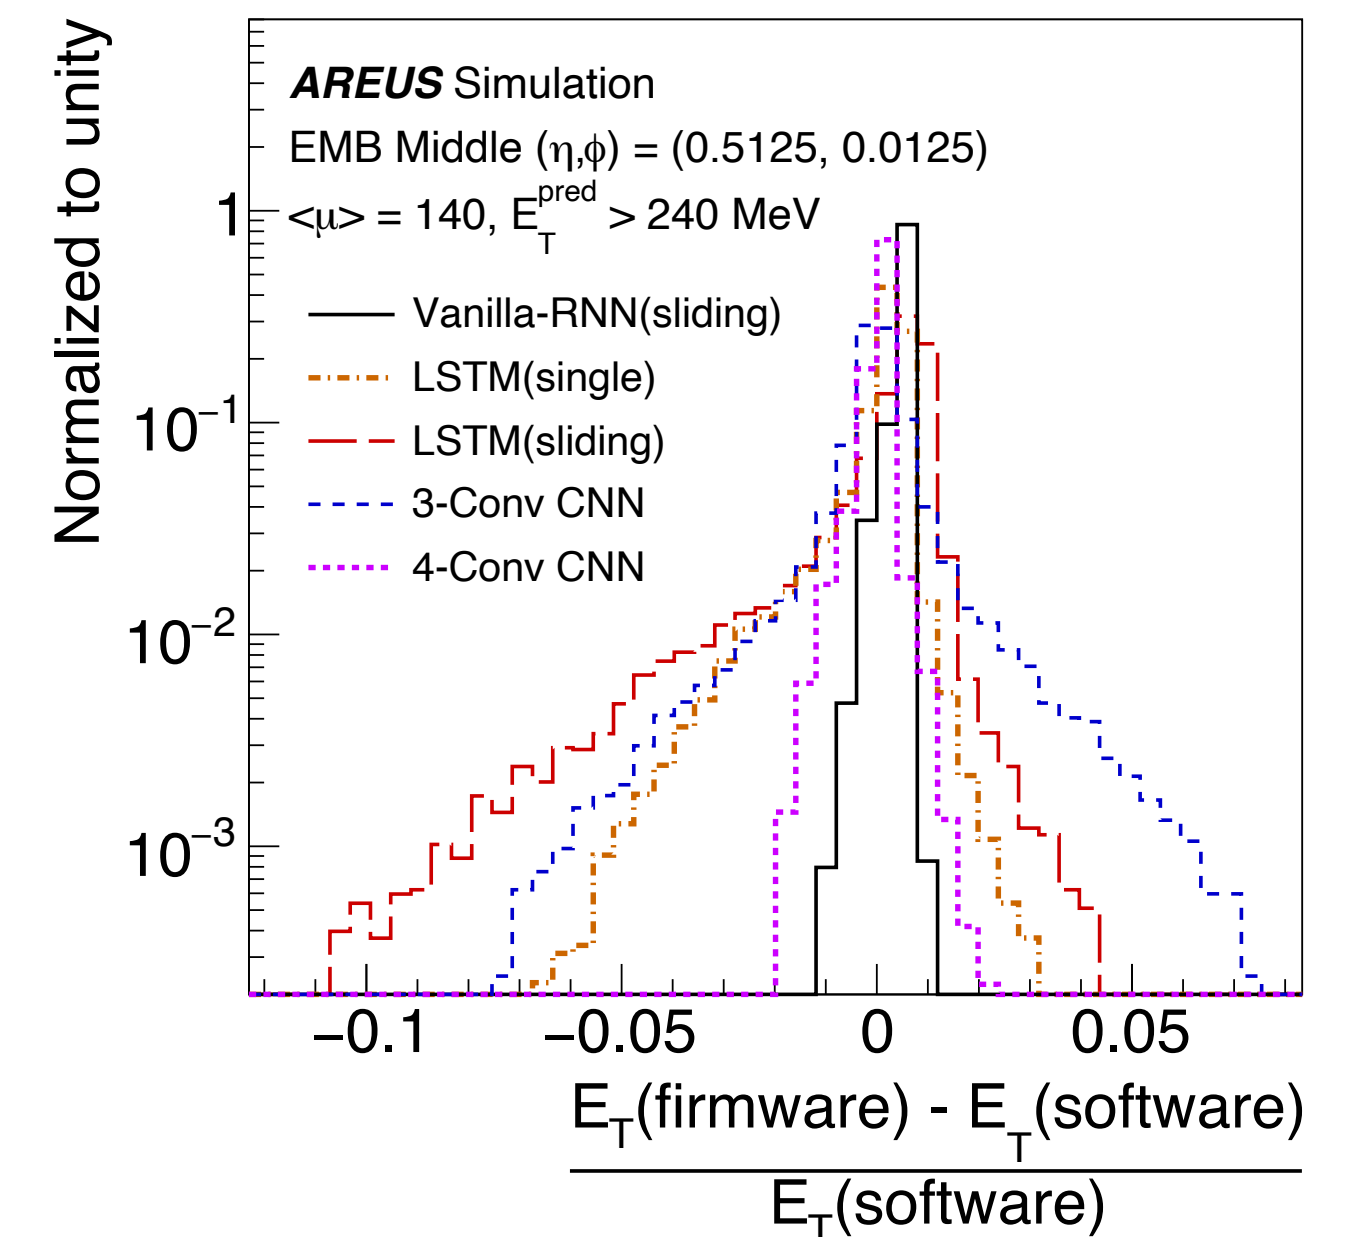 Normalized to unity
AREUS Simulation
EMB Middle (η,ϕ) = (0.5125, 0.0125)
<μ> = 140, E_T^pred > 240 MeV
Vanilla-RNN(sliding)
LSTM(single)
LSTM(sliding)
3-Conv CNN
4-Conv CNN
1
10⁻¹
10⁻²
10⁻³
−0.1 −0.05 0 0.05
E_T(firmware) - E_T(software)
E_T(software)